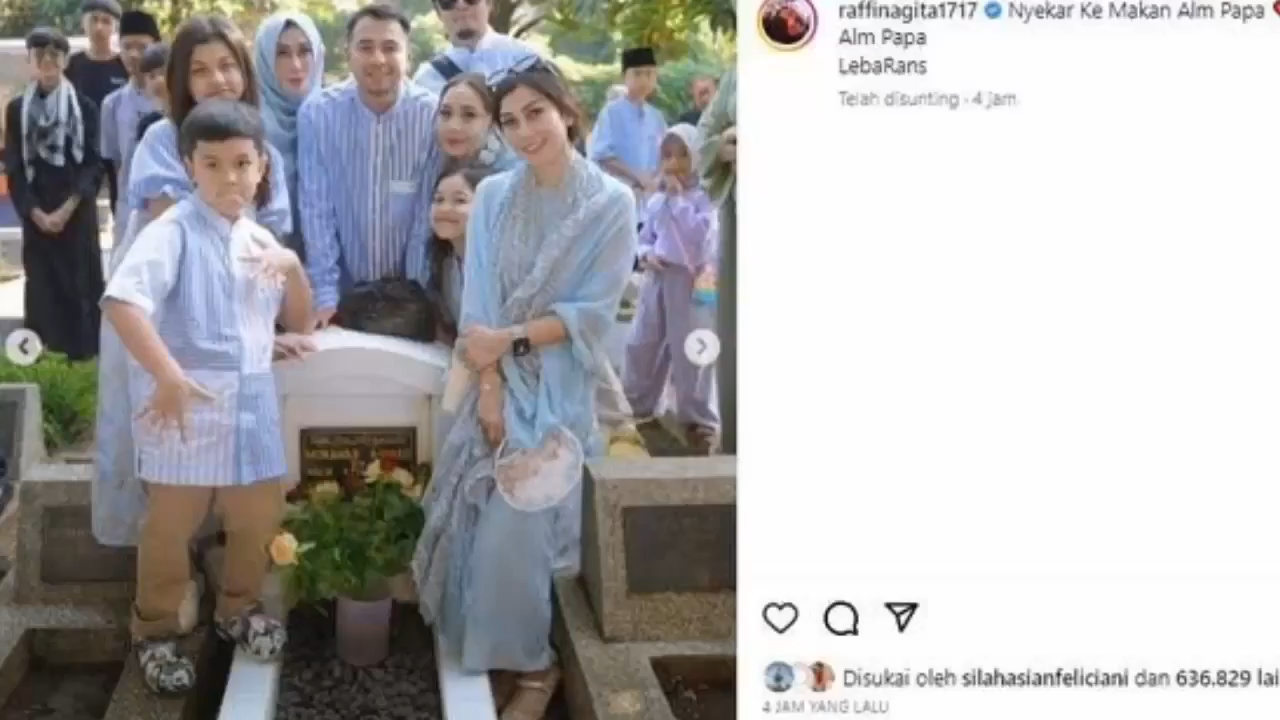 raffinagita1717 Nyekar Ke Makan Alm Papa
Alm Papa
LebaRans
Telah disunting · 4 jam
Disukai oleh silahasianfeliciani dan 636.829 lai
4 JAM YANG LALU